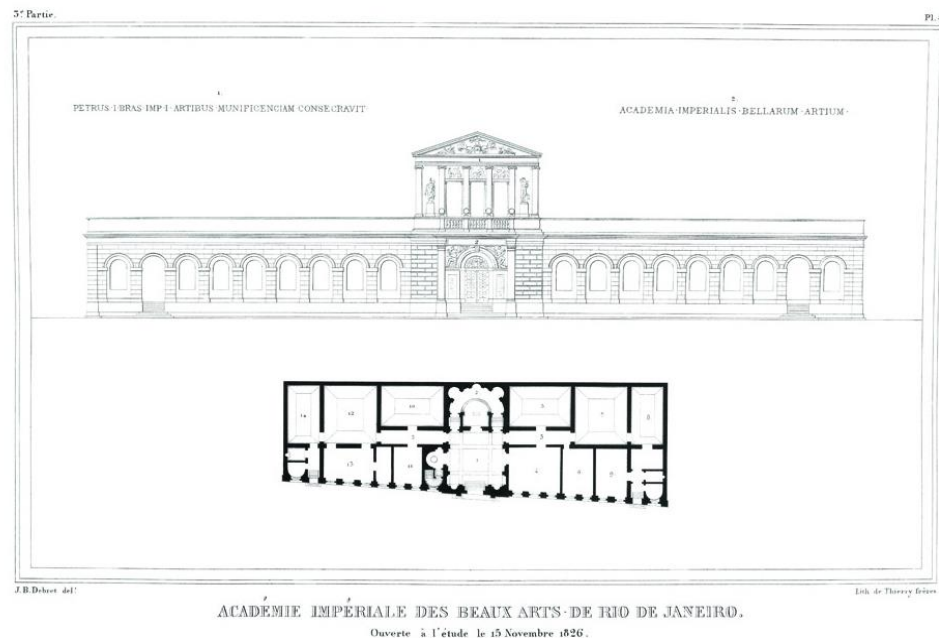 3e Partie.
Pl.
1.
PETRUS·I·BRAS·IMP·I·ARTIBUS·MUNIFICENCIAM·CONSECRAVIT
2.
ACADEMIA·IMPERIALIS·BELLARUM·ARTIUM·
J.B.Debret delt.
Lith. de Thierry frères.
ACADÉMIE IMPÉRIALE DES BEAUX ARTS·DE RIO DE JANEIRO.
Ouverte à l'étude le 15 Novembre 1826.